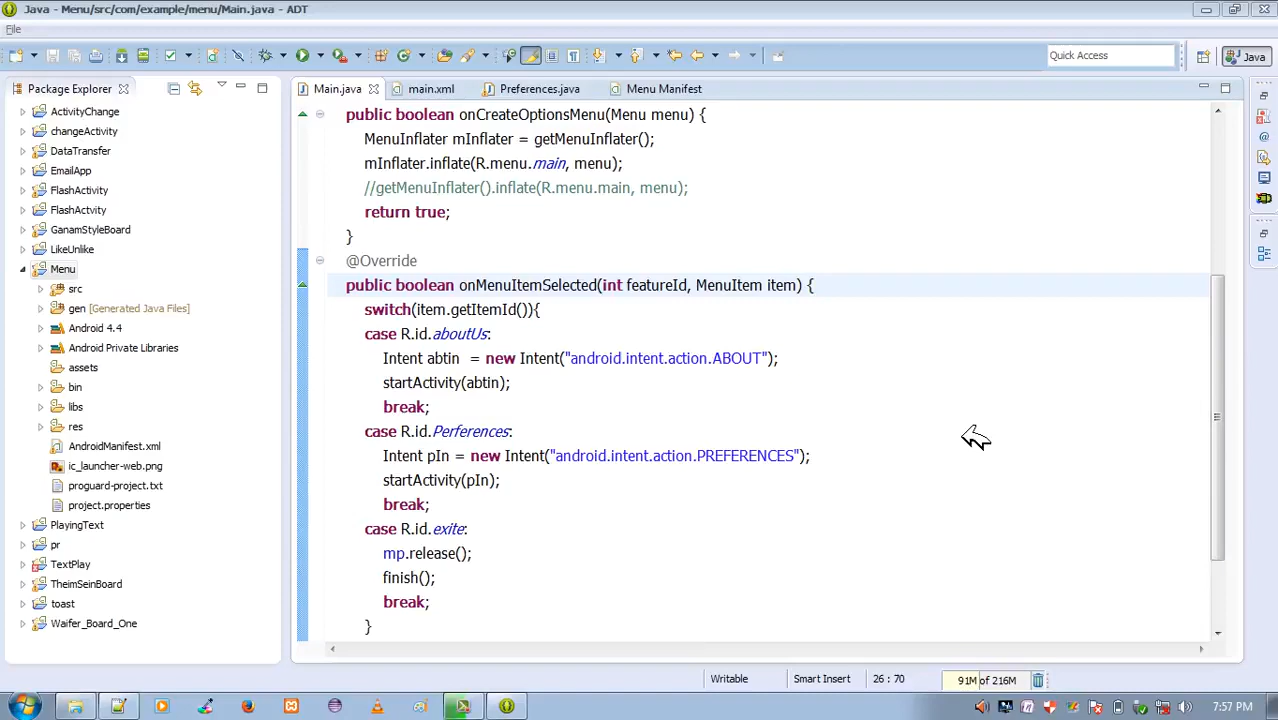 Java - Menu/src/com/example/menu/Main.java - ADT
File
Quick Access
Java
Package Explorer
Main.java
main.xml
Preferences.java
Menu Manifest
ActivityChange
changeActivity
DataTransfer
EmailApp
FlashActivity
FlashActivity
GanamStyleBoard
LikeUnlike
Menu
src
gen [Generated Java Files]
Android 4.4
Android Private Libraries
assets
bin
libs
res
AndroidManifest.xml
ic_launcher-web.png
proguard-project.txt
project.properties
PlayingText
pr
TextPlay
TheimSeinBoard
toast
Waifer_Board_One
public boolean onCreateOptionsMenu(Menu menu) {
MenuInflater mInflater = getMenuInflater();
mInflater.inflate(R.menu.main, menu);
//getMenuInflater().inflate(R.menu.main, menu);
return true;
}
@Override
public boolean onMenuItemSelected(int featureId, MenuItem item) {
switch(item.getItemId()){
case R.id.aboutUs:
Intent abtin  = new Intent("android.intent.action.ABOUT");
startActivity(abtin);
break;
case R.id.Perferences:
Intent pIn = new Intent("android.intent.action.PREFERENCES");
startActivity(pIn);
break;
case R.id.exite:
mp.release();
finish();
break;
}
Writable
Smart Insert
26 : 70
91M of 216M
7:57 PM